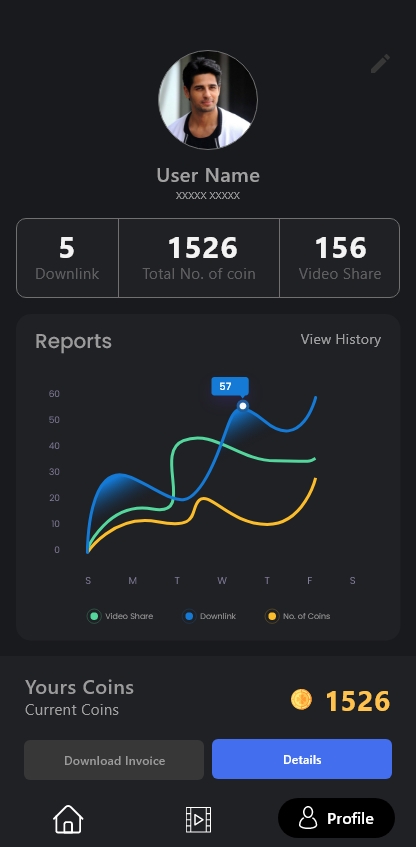 User Name
xxxxx xxxxx
5 1526 156
Downlink Total No. of coin Video Share
Reports View History
57
60
50
40
30
20
10
0
S M T W T F S
Video Share Downlink No. of Coins
Yours Coins
Current Coins
1526
Download Invoice Details
Profile